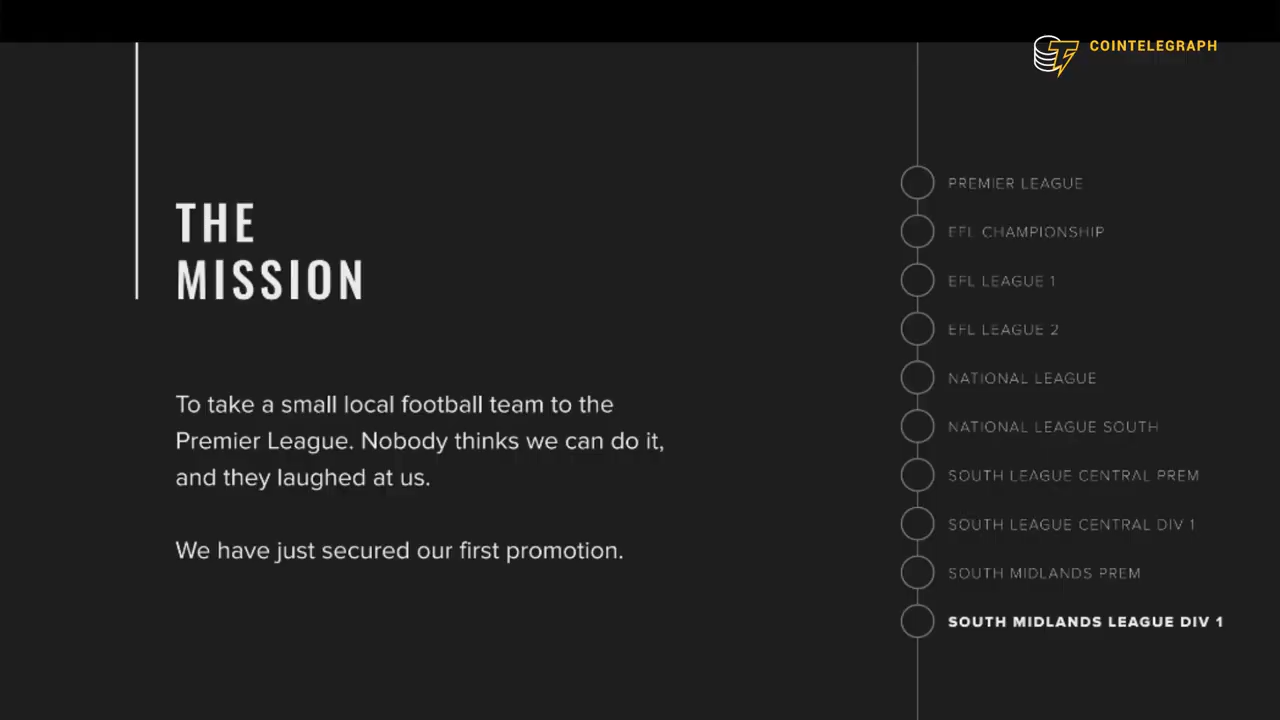 COINTELEGRAPH
THE
MISSION
To take a small local football team to the
Premier League. Nobody thinks we can do it,
and they laughed at us.
We have just secured our first promotion.
PREMIER LEAGUE
EFL CHAMPIONSHIP
EFL LEAGUE 1
EFL LEAGUE 2
NATIONAL LEAGUE
NATIONAL LEAGUE SOUTH
SOUTH LEAGUE CENTRAL PREM
SOUTH LEAGUE CENTRAL DIV 1
SOUTH MIDLANDS PREM
SOUTH MIDLANDS LEAGUE DIV 1